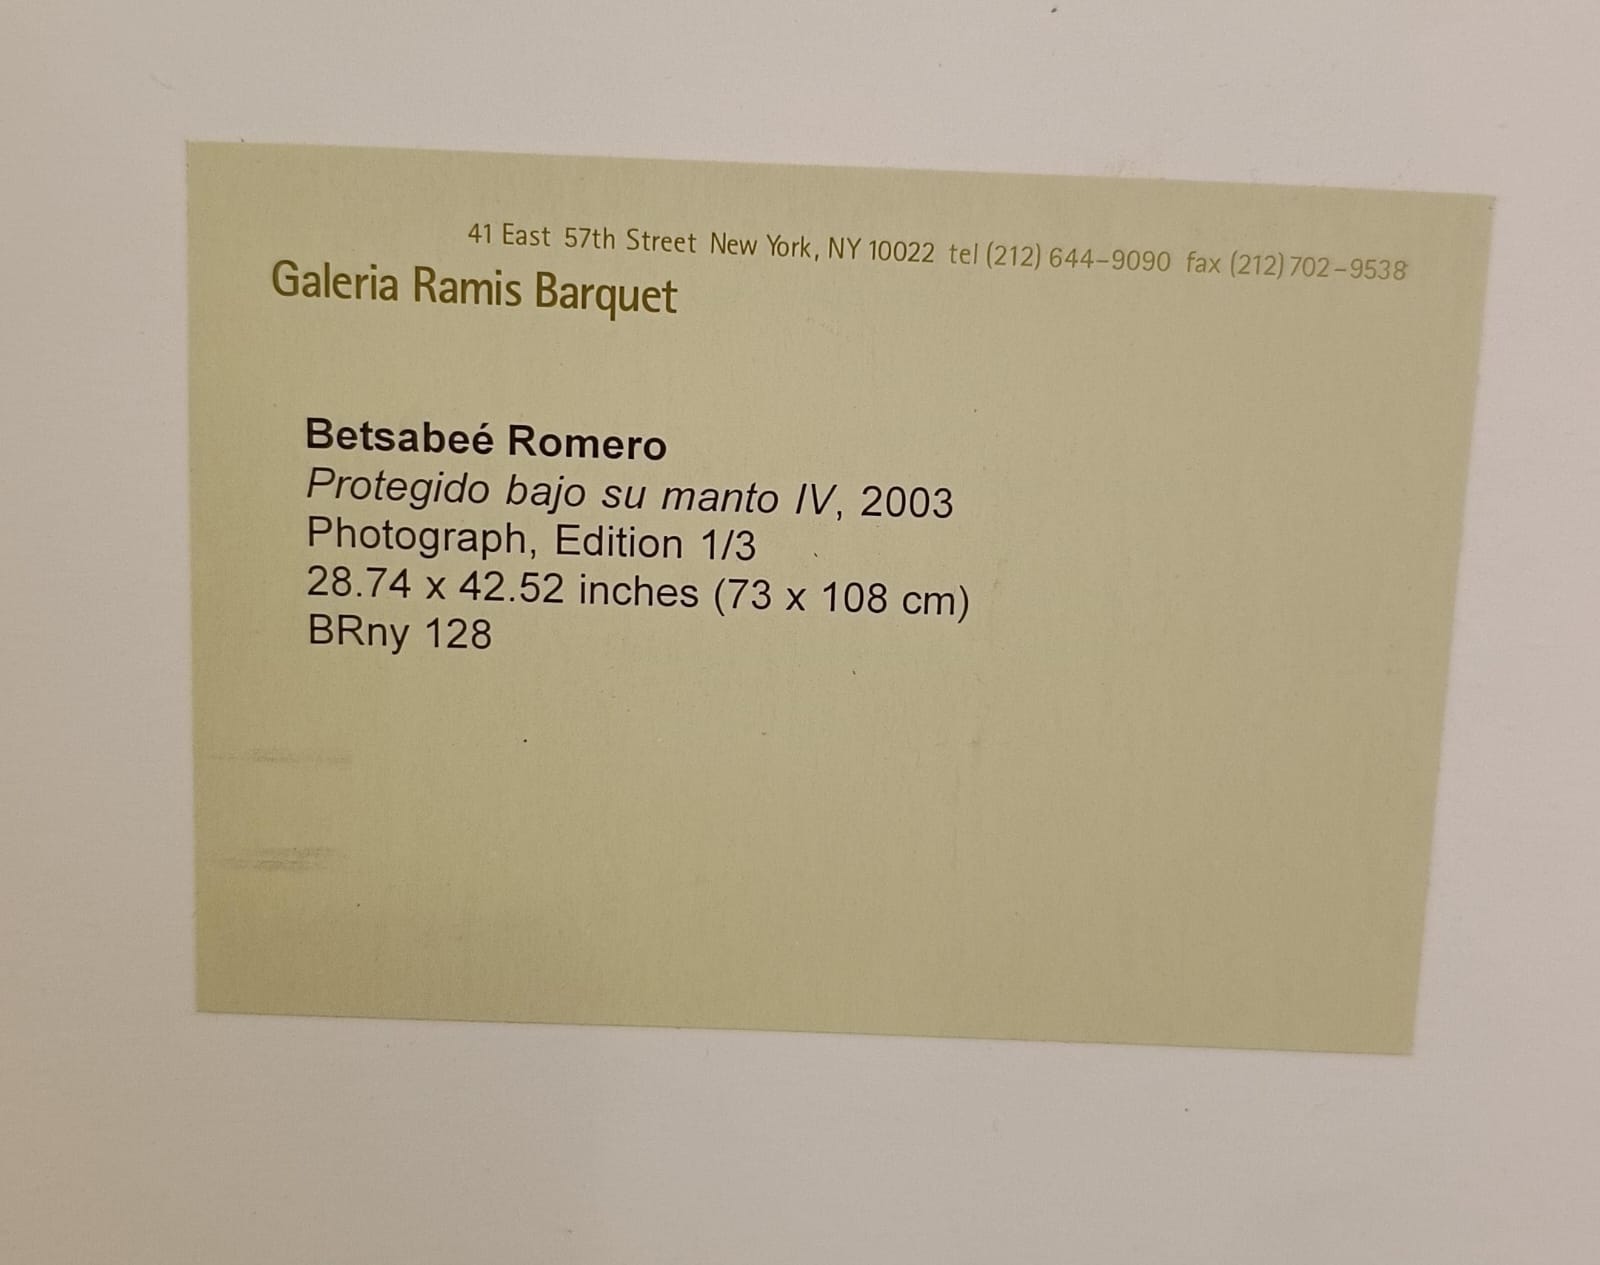 41 East 57th Street New York, NY 10022 tel (212) 644-9090 fax (212) 702-9538
Galeria Ramis Barquet
Betsabeé Romero
Protegido bajo su manto IV, 2003
Photograph, Edition 1/3
28.74 x 42.52 inches (73 x 108 cm)
BRny 128